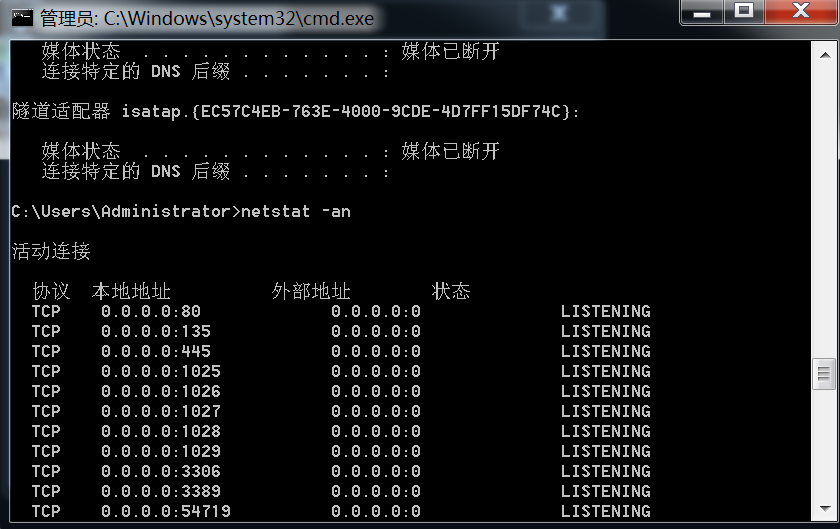 管理员: C:\Windows\system32\cmd.exe
媒体状态 . . . . . . . . . . . . : 媒体已断开
连接特定的 DNS 后缀 . . . . . . . :
隧道适配器 isatap.{EC57C4EB-763E-4000-9CDE-4D7FF15DF74C}:
媒体状态 . . . . . . . . . . . . : 媒体已断开
连接特定的 DNS 后缀 . . . . . . . :
C:\Users\Administrator>netstat -an
活动连接
协议 本地地址 外部地址 状态
TCP 0.0.0.0:80 0.0.0.0:0 LISTENING
TCP 0.0.0.0:135 0.0.0.0:0 LISTENING
TCP 0.0.0.0:445 0.0.0.0:0 LISTENING
TCP 0.0.0.0:1025 0.0.0.0:0 LISTENING
TCP 0.0.0.0:1026 0.0.0.0:0 LISTENING
TCP 0.0.0.0:1027 0.0.0.0:0 LISTENING
TCP 0.0.0.0:1028 0.0.0.0:0 LISTENING
TCP 0.0.0.0:1029 0.0.0.0:0 LISTENING
TCP 0.0.0.0:3306 0.0.0.0:0 LISTENING
TCP 0.0.0.0:3389 0.0.0.0:0 LISTENING
TCP 0.0.0.0:54719 0.0.0.0:0 LISTENING